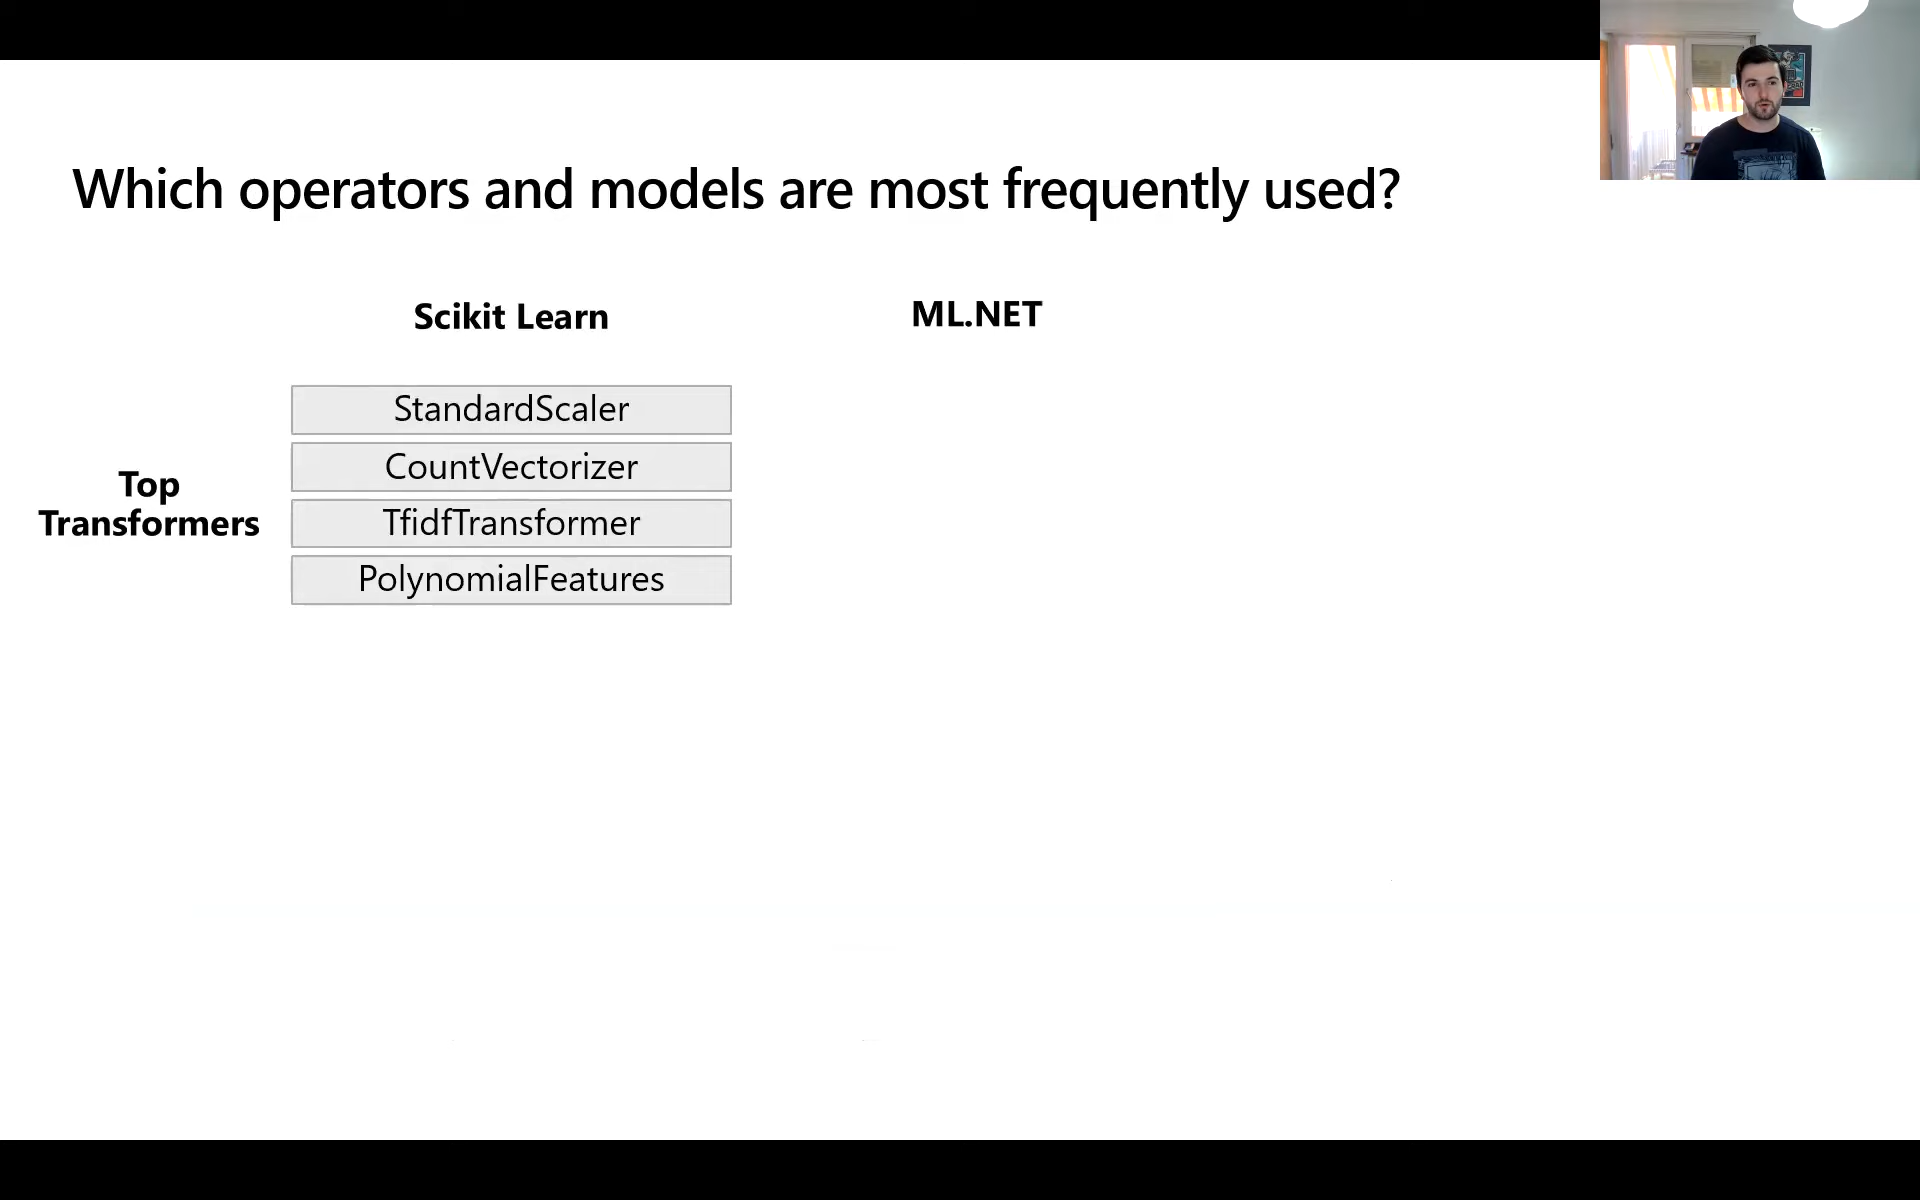 Which operators and models are most frequently used?
Scikit Learn
ML.NET
Top
Transformers
StandardScaler
CountVectorizer
TfidfTransformer
PolynomialFeatures